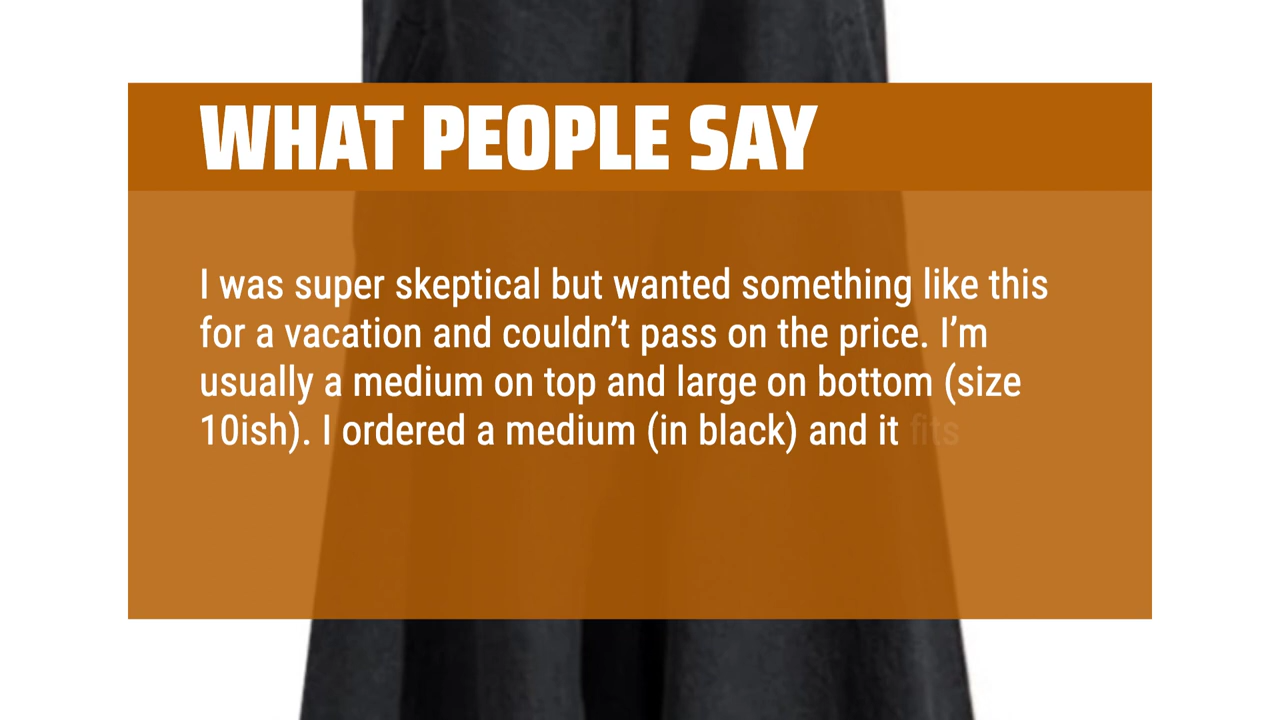 WHAT PEOPLE SAY
I was super skeptical but wanted something like this
for a vacation and couldn’t pass on the price. I’m
usually a medium on top and large on bottom (size
10ish). I ordered a medium (in black) and it fits